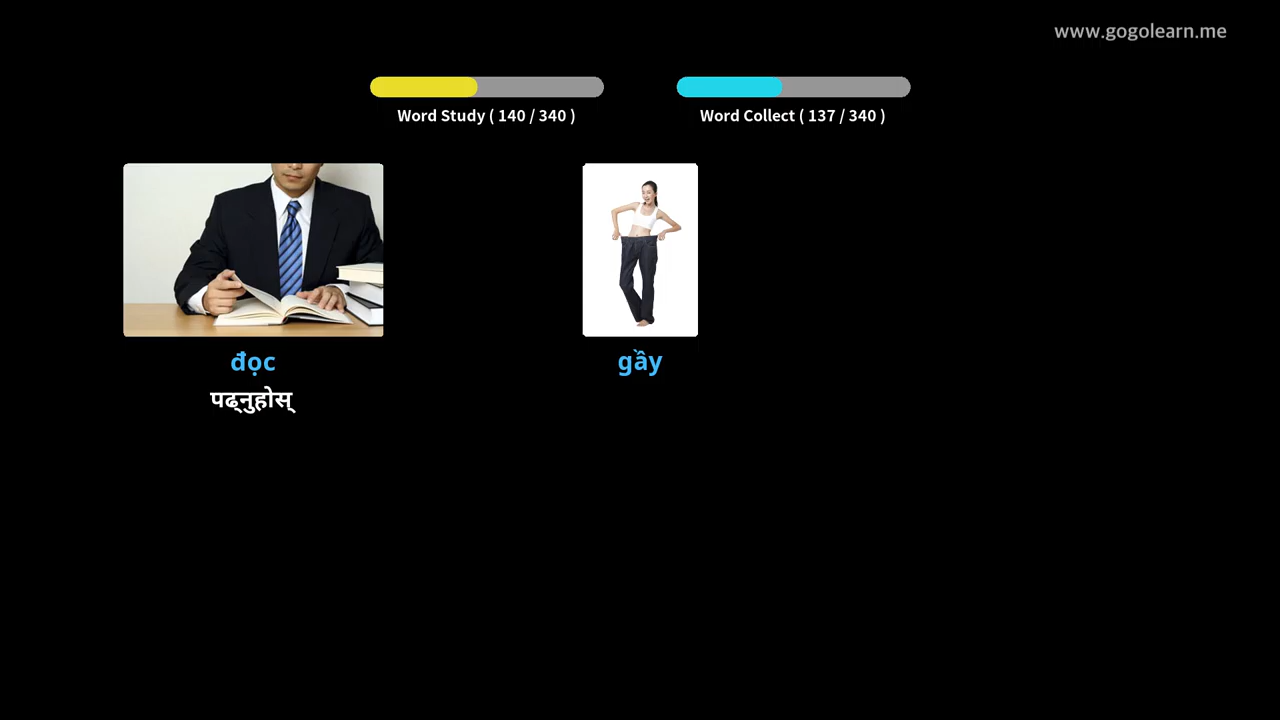 www.gogolearn.me
Word Study ( 140 / 340 )
Word Collect ( 137 / 340 )
đọc
पढ्नुहोस्
gầy